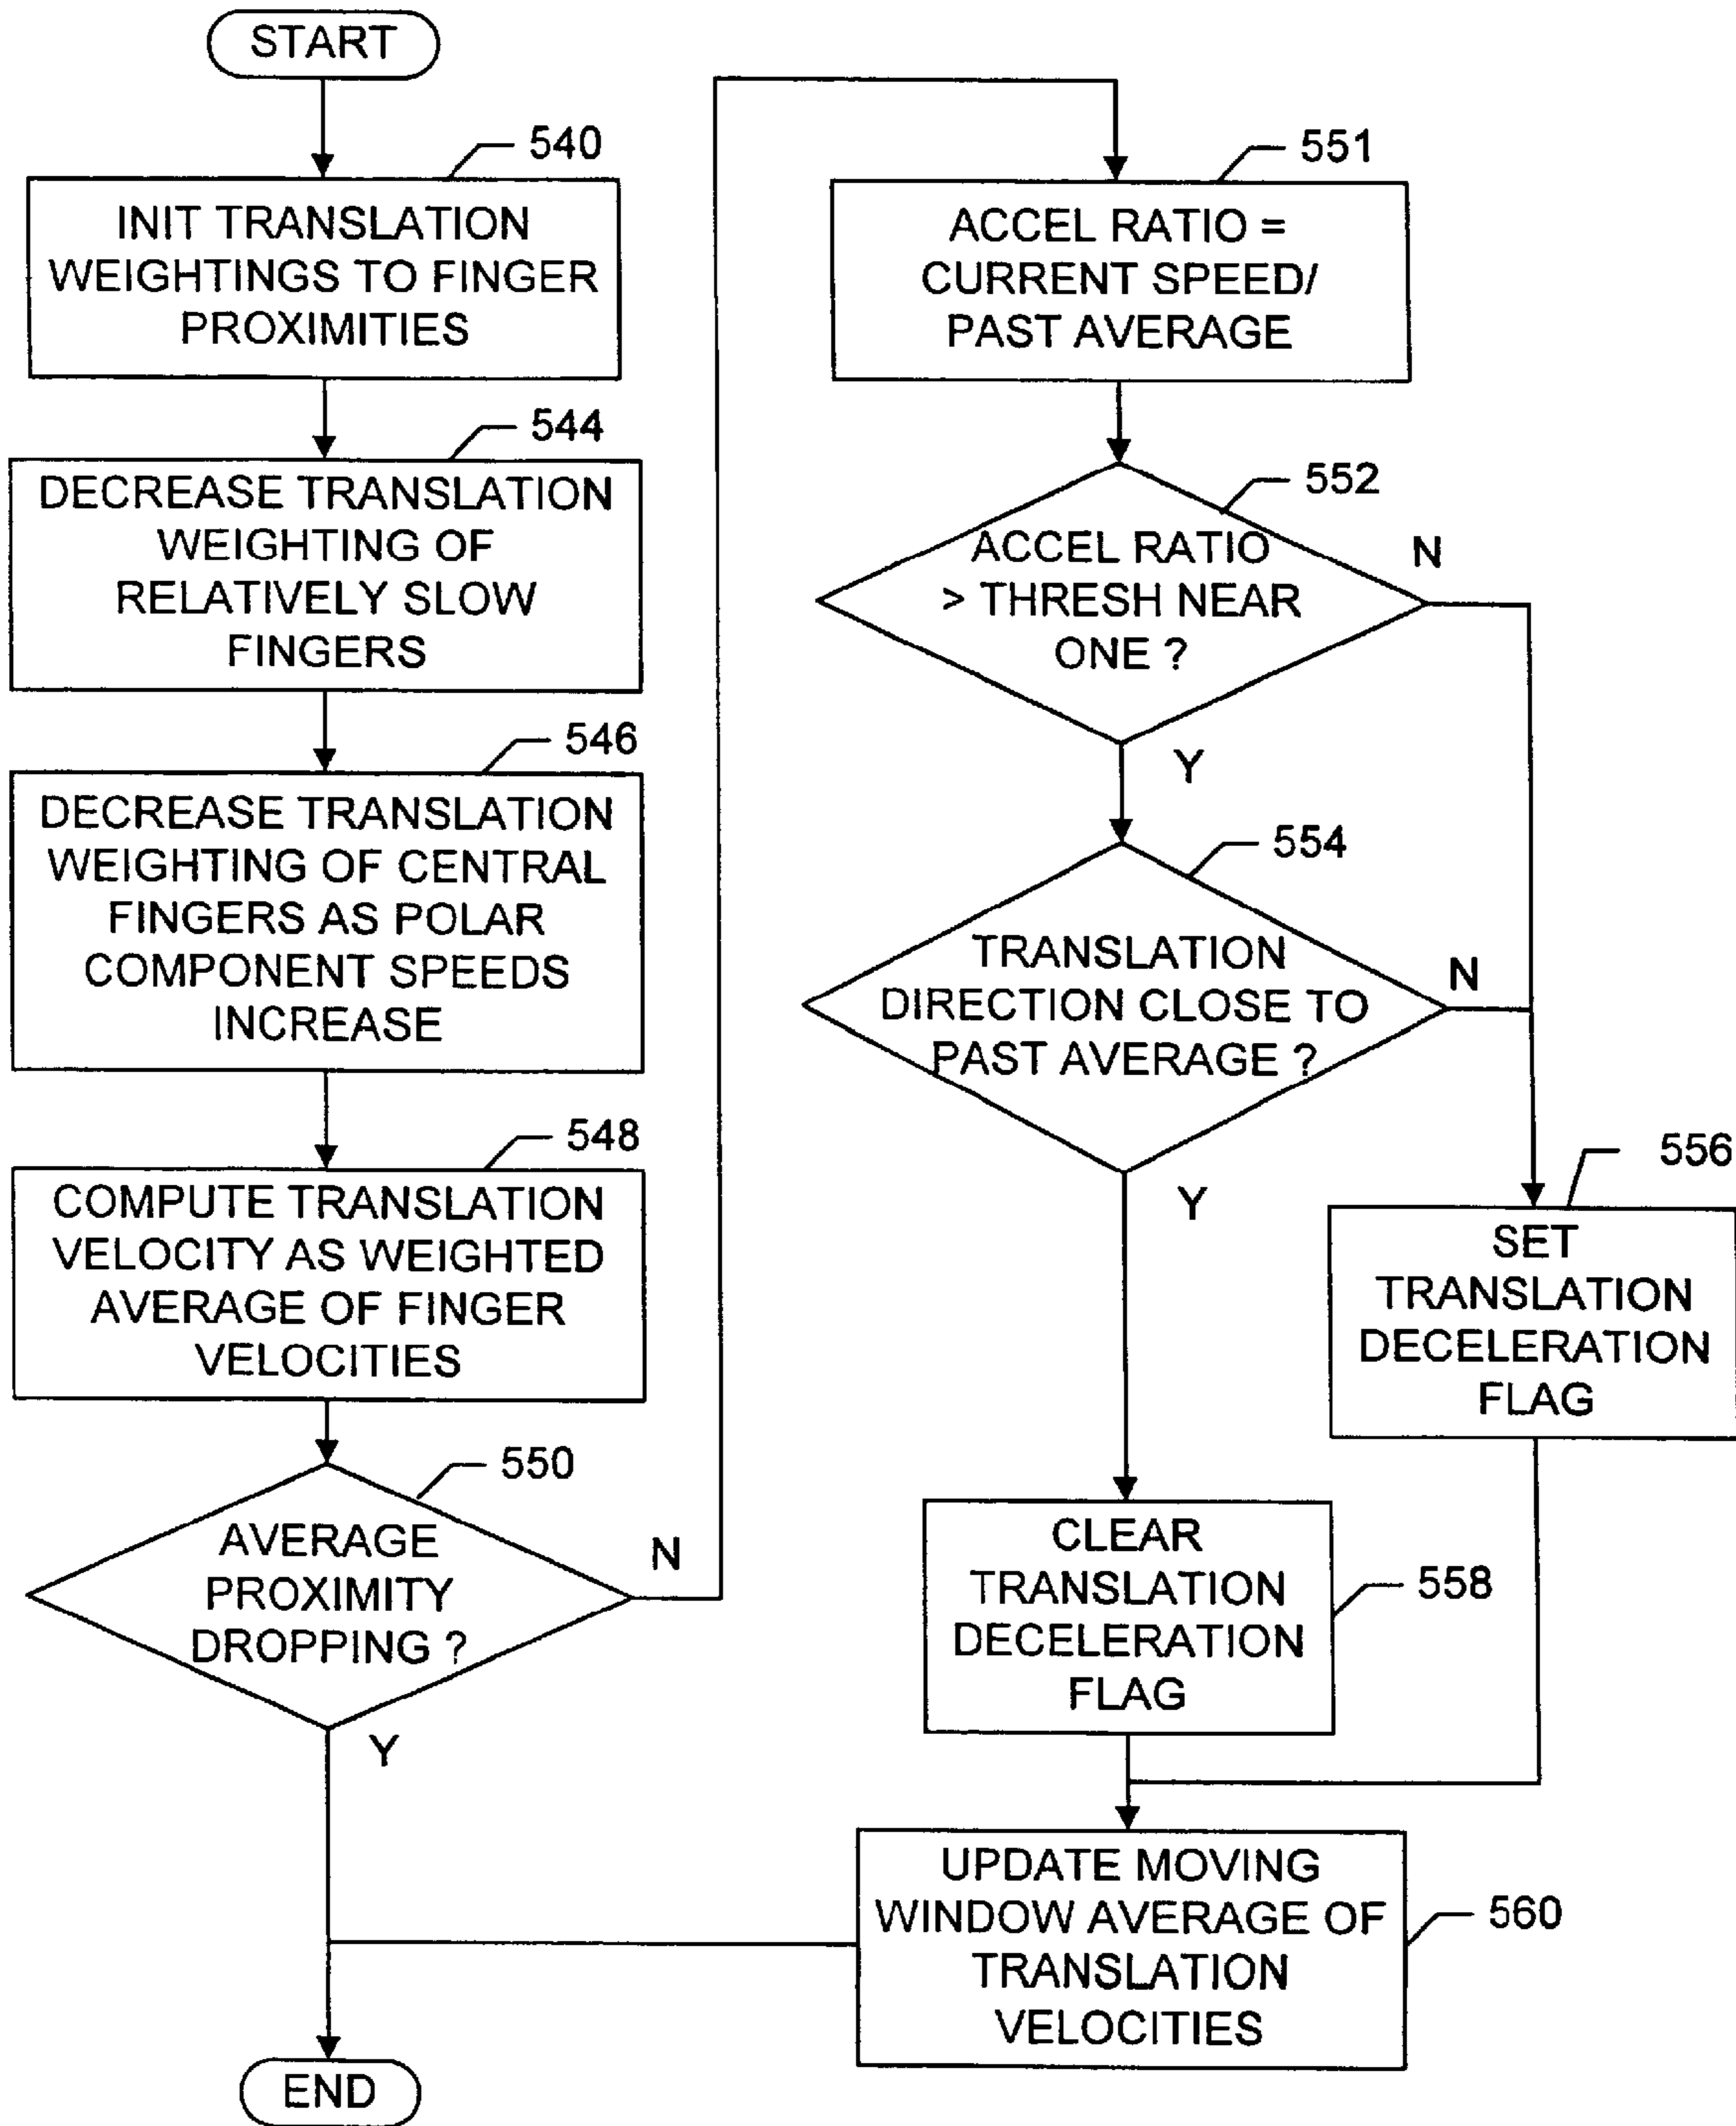 START
540
INIT TRANSLATION
WEIGHTINGS TO FINGER
PROXIMITIES
544
DECREASE TRANSLATION
WEIGHTING OF
RELATIVELY SLOW
FINGERS
546
DECREASE TRANSLATION
WEIGHTING OF CENTRAL
FINGERS AS POLAR
COMPONENT SPEEDS
INCREASE
548
COMPUTE TRANSLATION
VELOCITY AS WEIGHTED
AVERAGE OF FINGER
VELOCITIES
550
AVERAGE
PROXIMITY
DROPPING ?
N
Y
551
ACCEL RATIO =
CURRENT SPEED/
PAST AVERAGE
552
ACCEL RATIO
> THRESH NEAR
ONE ?
N
Y
554
TRANSLATION
DIRECTION CLOSE TO
PAST AVERAGE ?
N
Y
556
SET
TRANSLATION
DECELERATION
FLAG
558
CLEAR
TRANSLATION
DECELERATION
FLAG
560
UPDATE MOVING
WINDOW AVERAGE OF
TRANSLATION
VELOCITIES
END